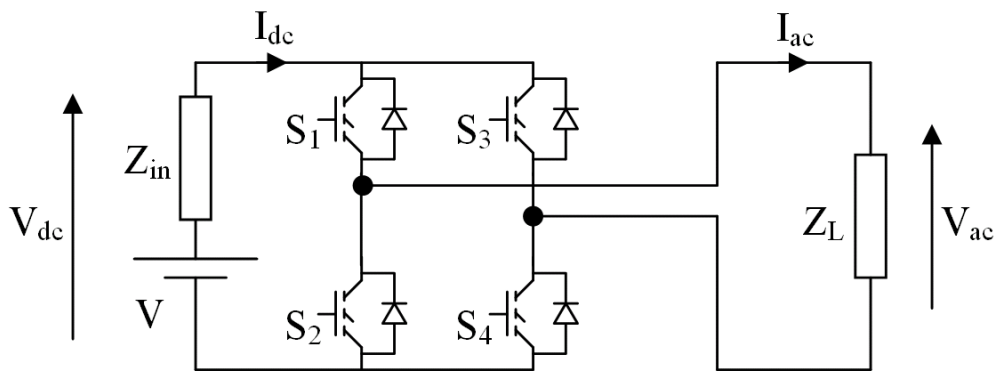 I_dc
I_ac
S_1
S_3
Z_in
V_dc
Z_L
V_ac
V
S_2
S_4